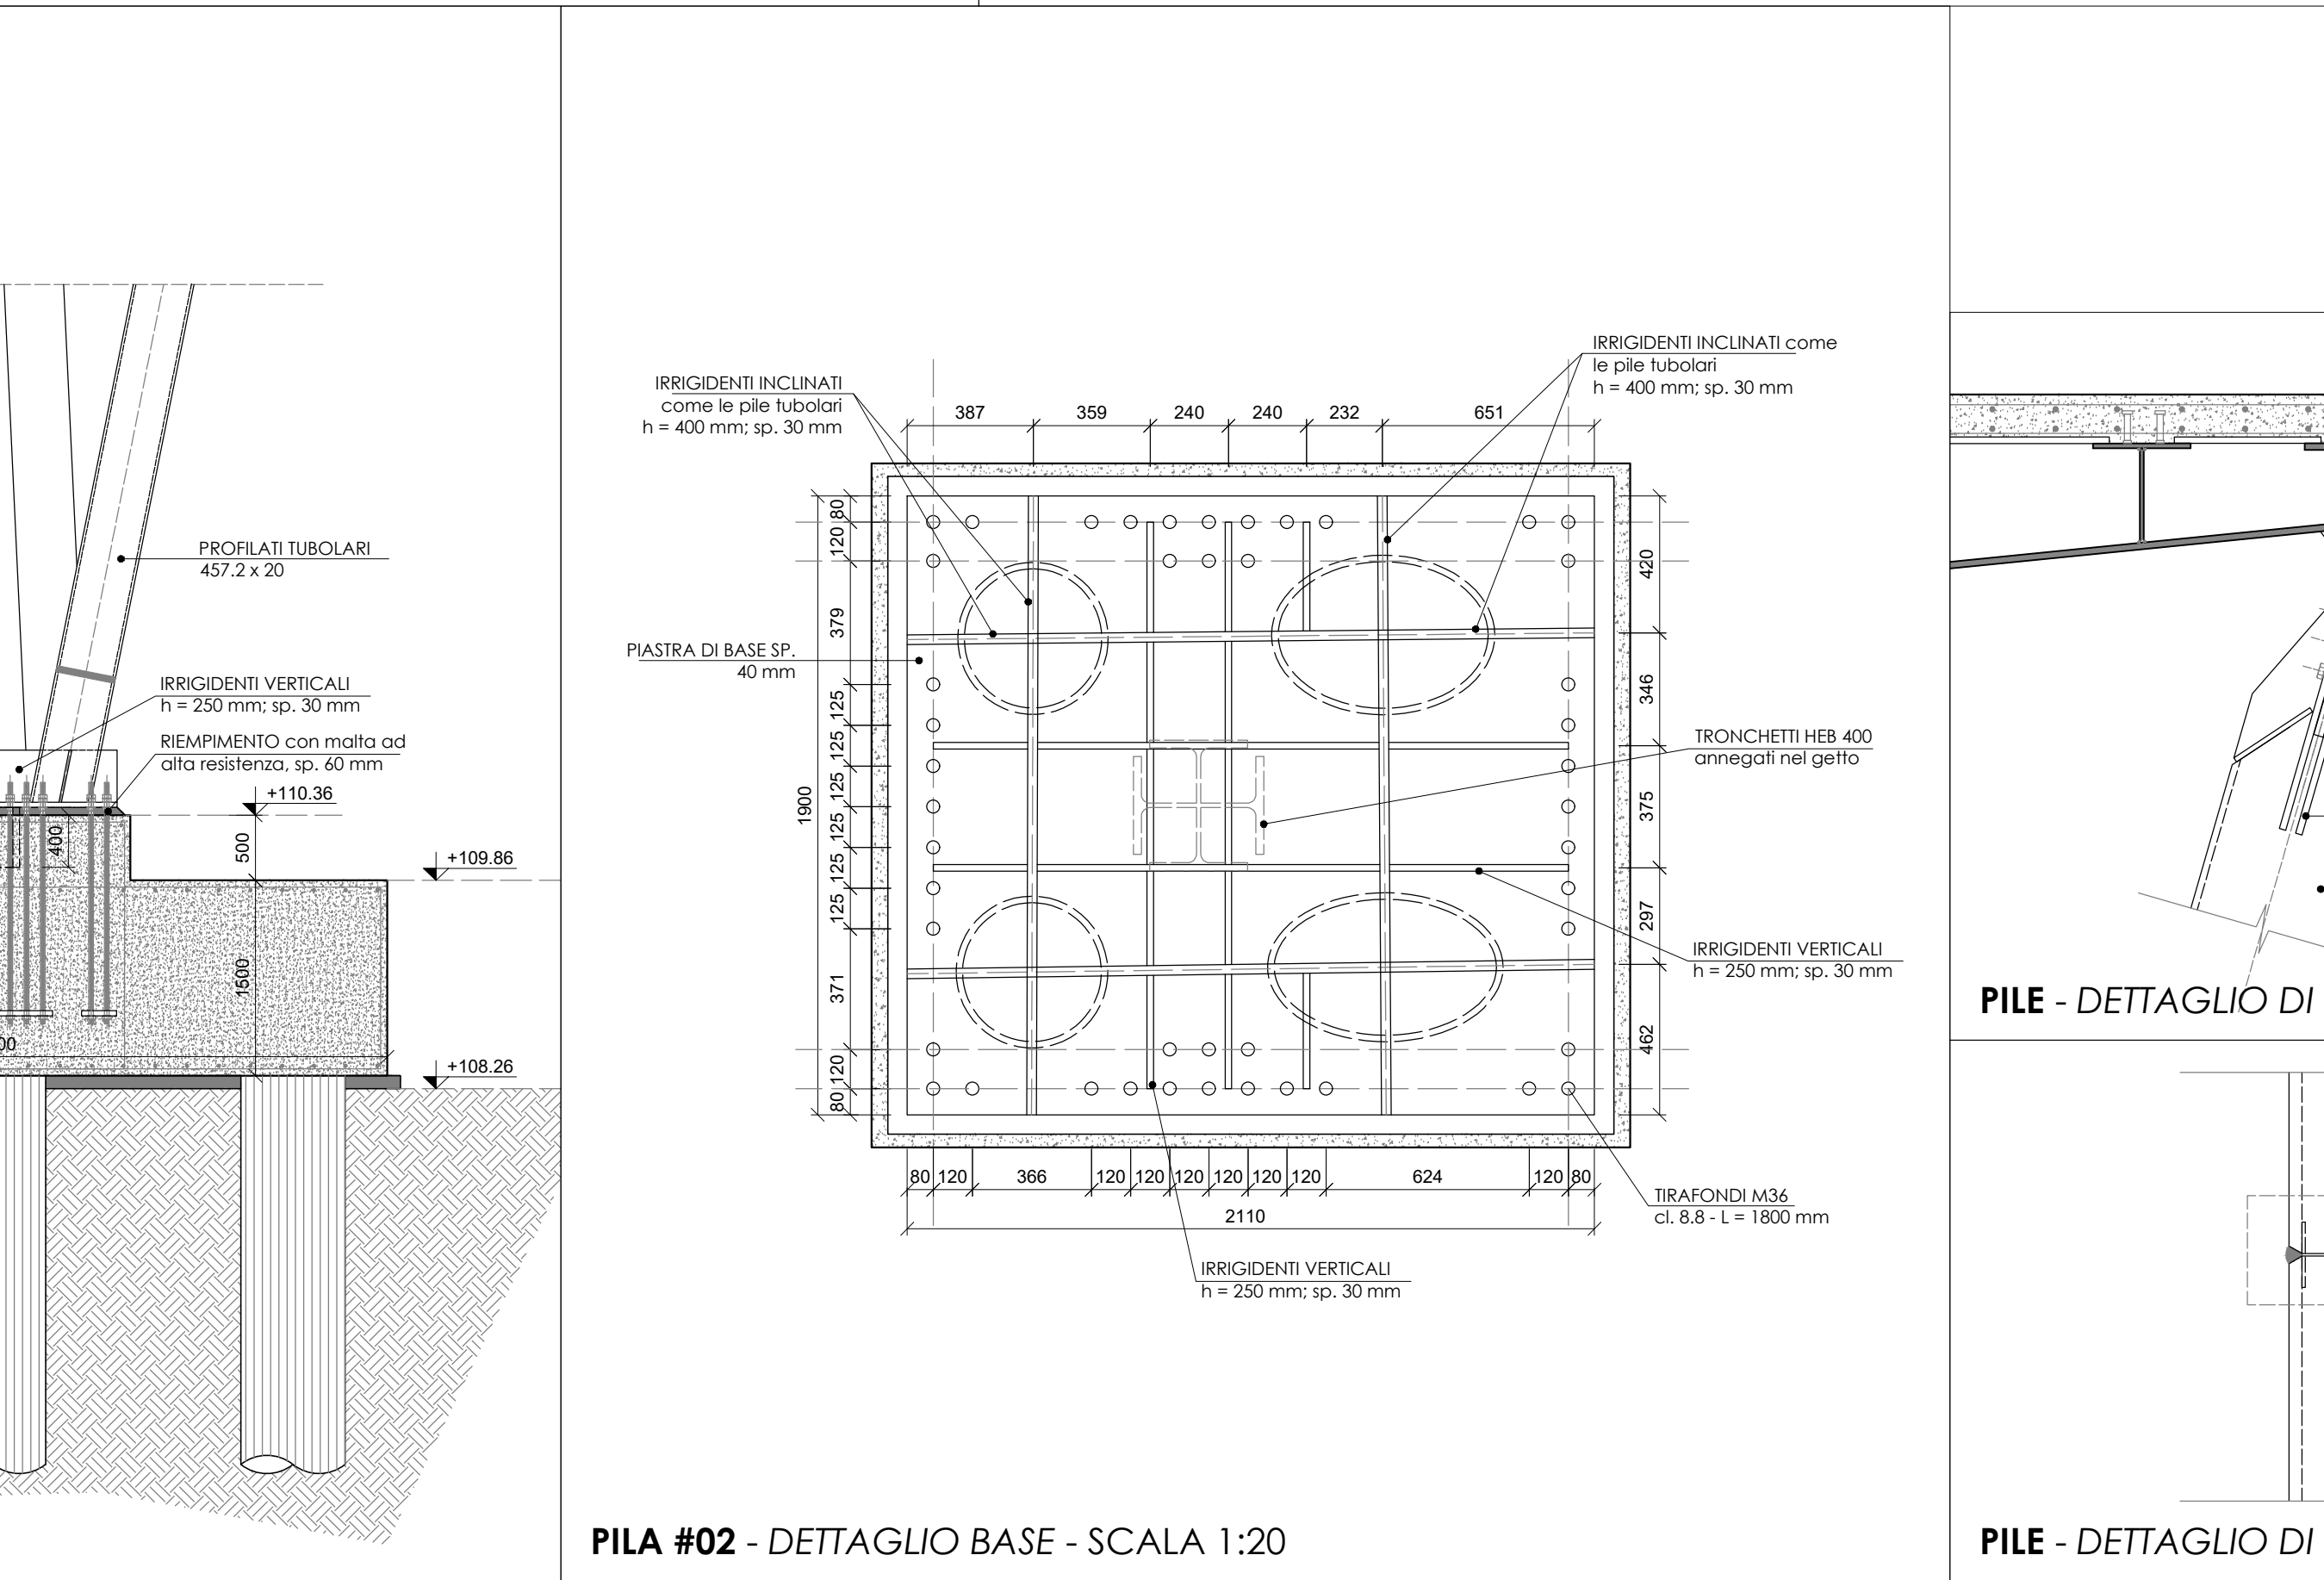 PROFILATI TUBOLARI
457.2 x 20
IRRIGIDENTI VERTICALI
h = 250 mm; sp. 30 mm
RIEMPIMENTO con malta ad
alta resistenza, sp. 60 mm
+110.36
400
500
+109.86
1500
+108.26
IRRIGIDENTI INCLINATI
come le pile tubolari
h = 400 mm; sp. 30 mm
IRRIGIDENTI INCLINATI come
le pile tubolari
h = 400 mm; sp. 30 mm
387 359 240 240 232 651
PIASTRA DI BASE SP.
40 mm
1900
80
120
379
125
125
125
125
125
125
371
120
80
420
346
375
297
462
TRONCHETTI HEB 400
annegati nel getto
IRRIGIDENTI VERTICALI
h = 250 mm; sp. 30 mm
80 120 366 120 120 120 120 120 120 624 120 80
2110
TIRAFONDI M36
cl. 8.8 - L = 1800 mm
IRRIGIDENTI VERTICALI
h = 250 mm; sp. 30 mm
PILA #02 - DETTAGLIO BASE - SCALA 1:20
PILE - DETTAGLIO DI
PILE - DETTAGLIO DI